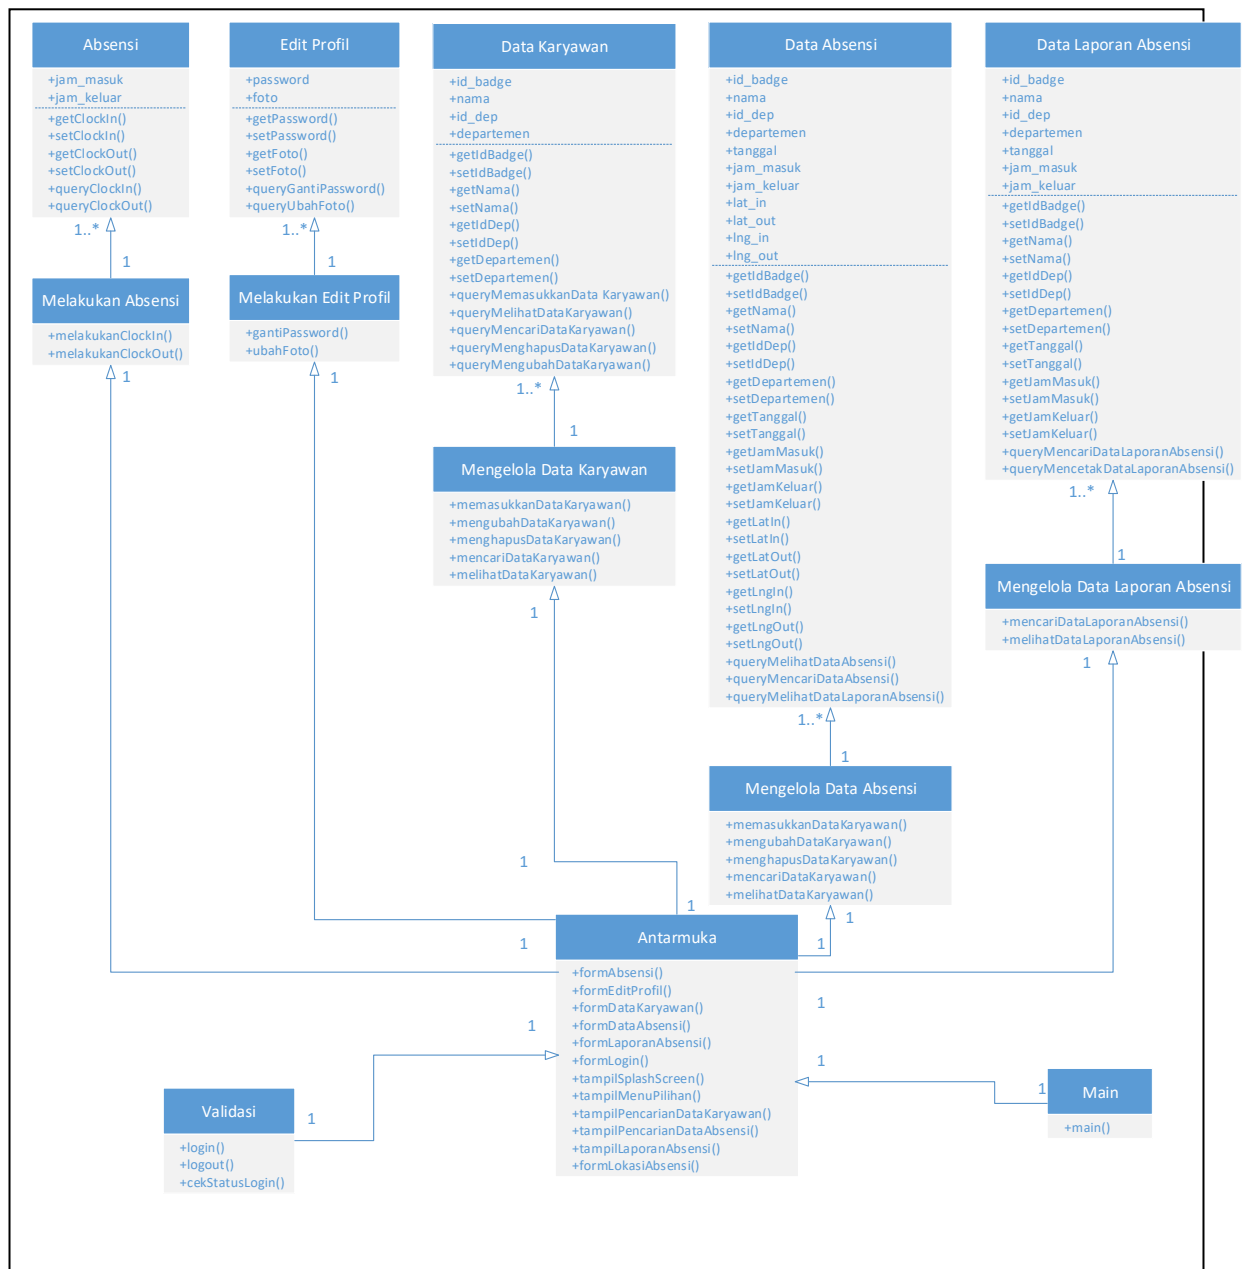 Absensi
+jam_masuk
+jam_keluar
+getClockIn()
+setClockIn()
+getClockOut()
+setClockOut()
+queryClockIn()
+queryClockOut()
1..*
1
Melakukan Absensi
+melakukanClockIn()
+melakukanClockOut()
1
Edit Profil
+password
+foto
+getPassword()
+setPassword()
+getFoto()
+setFoto()
+queryGantiPassword()
+queryUbahFoto()
1..*
1
Melakukan Edit Profil
+gantiPassword()
+ubahFoto()
1
Data Karyawan
+id_badge
+nama
+id_dep
+departemen
+getIdBadge()
+setIdBadge()
+getNama()
+setNama()
+getIdDep()
+setIdDep()
+getDepartemen()
+setDepartemen()
+queryMemasukkanData Karyawan()
+queryMelihatDataKaryawan()
+queryMencariDataKaryawan()
+queryMenghapusDataKaryawan()
+queryMengubahDataKaryawan()
1..*
1
Mengelola Data Karyawan
+memasukkanDataKaryawan()
+mengubahDataKaryawan()
+menghapusDataKaryawan()
+mencariDataKaryawan()
+melihatDataKaryawan()
1
Data Absensi
+id_badge
+nama
+id_dep
+departemen
+tanggal
+jam_masuk
+jam_keluar
+lat_in
+lat_out
+lng_in
+lng_out
+getIdBadge()
+setIdBadge()
+getNama()
+setNama()
+getIdDep()
+setIdDep()
+getDepartemen()
+setDepartemen()
+getTanggal()
+setTanggal()
+getJamMasuk()
+setJamMasuk()
+getJamKeluar()
+setJamKeluar()
+getLatIn()
+setLatIn()
+getLatOut()
+setLatOut()
+getLngIn()
+setLngIn()
+getLngOut()
+setLngOut()
+queryMelihatDataAbsensi()
+queryMencariDataAbsensi()
+queryMelihatDataLaporanAbsensi()
1..*
1
Mengelola Data Absensi
+memasukkanDataKaryawan()
+mengubahDataKaryawan()
+menghapusDataKaryawan()
+mencariDataKaryawan()
+melihatDataKaryawan()
1
Data Laporan Absensi
+id_badge
+nama
+id_dep
+departemen
+tanggal
+jam_masuk
+jam_keluar
+getIdBadge()
+setIdBadge()
+getNama()
+setNama()
+getIdDep()
+setIdDep()
+getDepartemen()
+setDepartemen()
+getTanggal()
+setTanggal()
+getJamMasuk()
+setJamMasuk()
+getJamKeluar()
+setJamKeluar()
+queryMencariDataLaporanAbsensi()
+queryMencetakDataLaporanAbsensi()
1..*
1
Mengelola Data Laporan Absensi
+mencariDataLaporanAbsensi()
+melihatDataLaporanAbsensi()
1
1
1
1
1
1
1
1
Antarmuka
+formAbsensi()
+formEditProfil()
+formDataKaryawan()
+formDataAbsensi()
+formLaporanAbsensi()
+formLogin()
+tampilSplashScreen()
+tampilMenuPilihan()
+tampilPencarianDataKaryawan()
+tampilPencarianDataAbsensi()
+tampilLaporanAbsensi()
+formLokasiAbsensi()
Validasi
+login()
+logout()
+cekStatusLogin()
1
1
Main
+main()